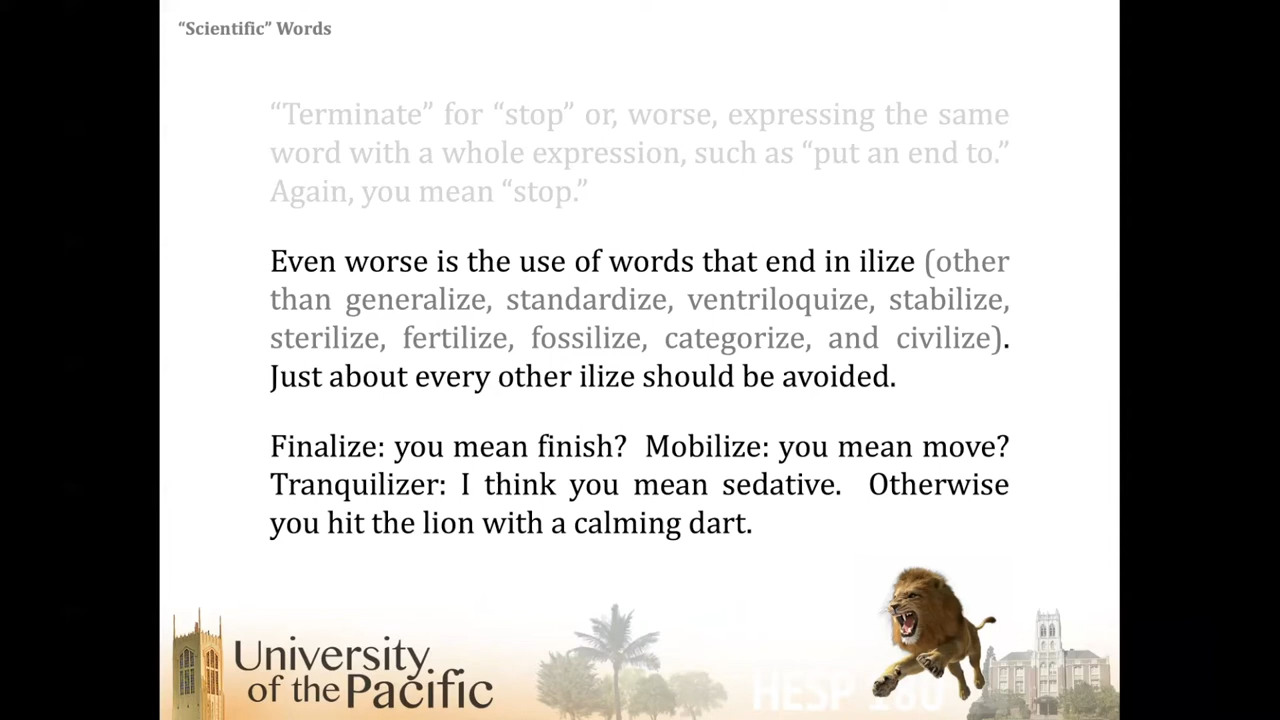 “Scientific” Words
“Terminate” for “stop” or, worse, expressing the same
word with a whole expression, such as “put an end to.”
Again, you mean “stop.”
Even worse is the use of words that end in ilize (other
than generalize, standardize, ventriloquize, stabilize,
sterilize, fertilize, fossilize, categorize, and civilize).
Just about every other ilize should be avoided.
Finalize: you mean finish?  Mobilize: you mean move?
Tranquilizer: I think you mean sedative.  Otherwise
you hit the lion with a calming dart.
University
of the Pacific
HESP 160